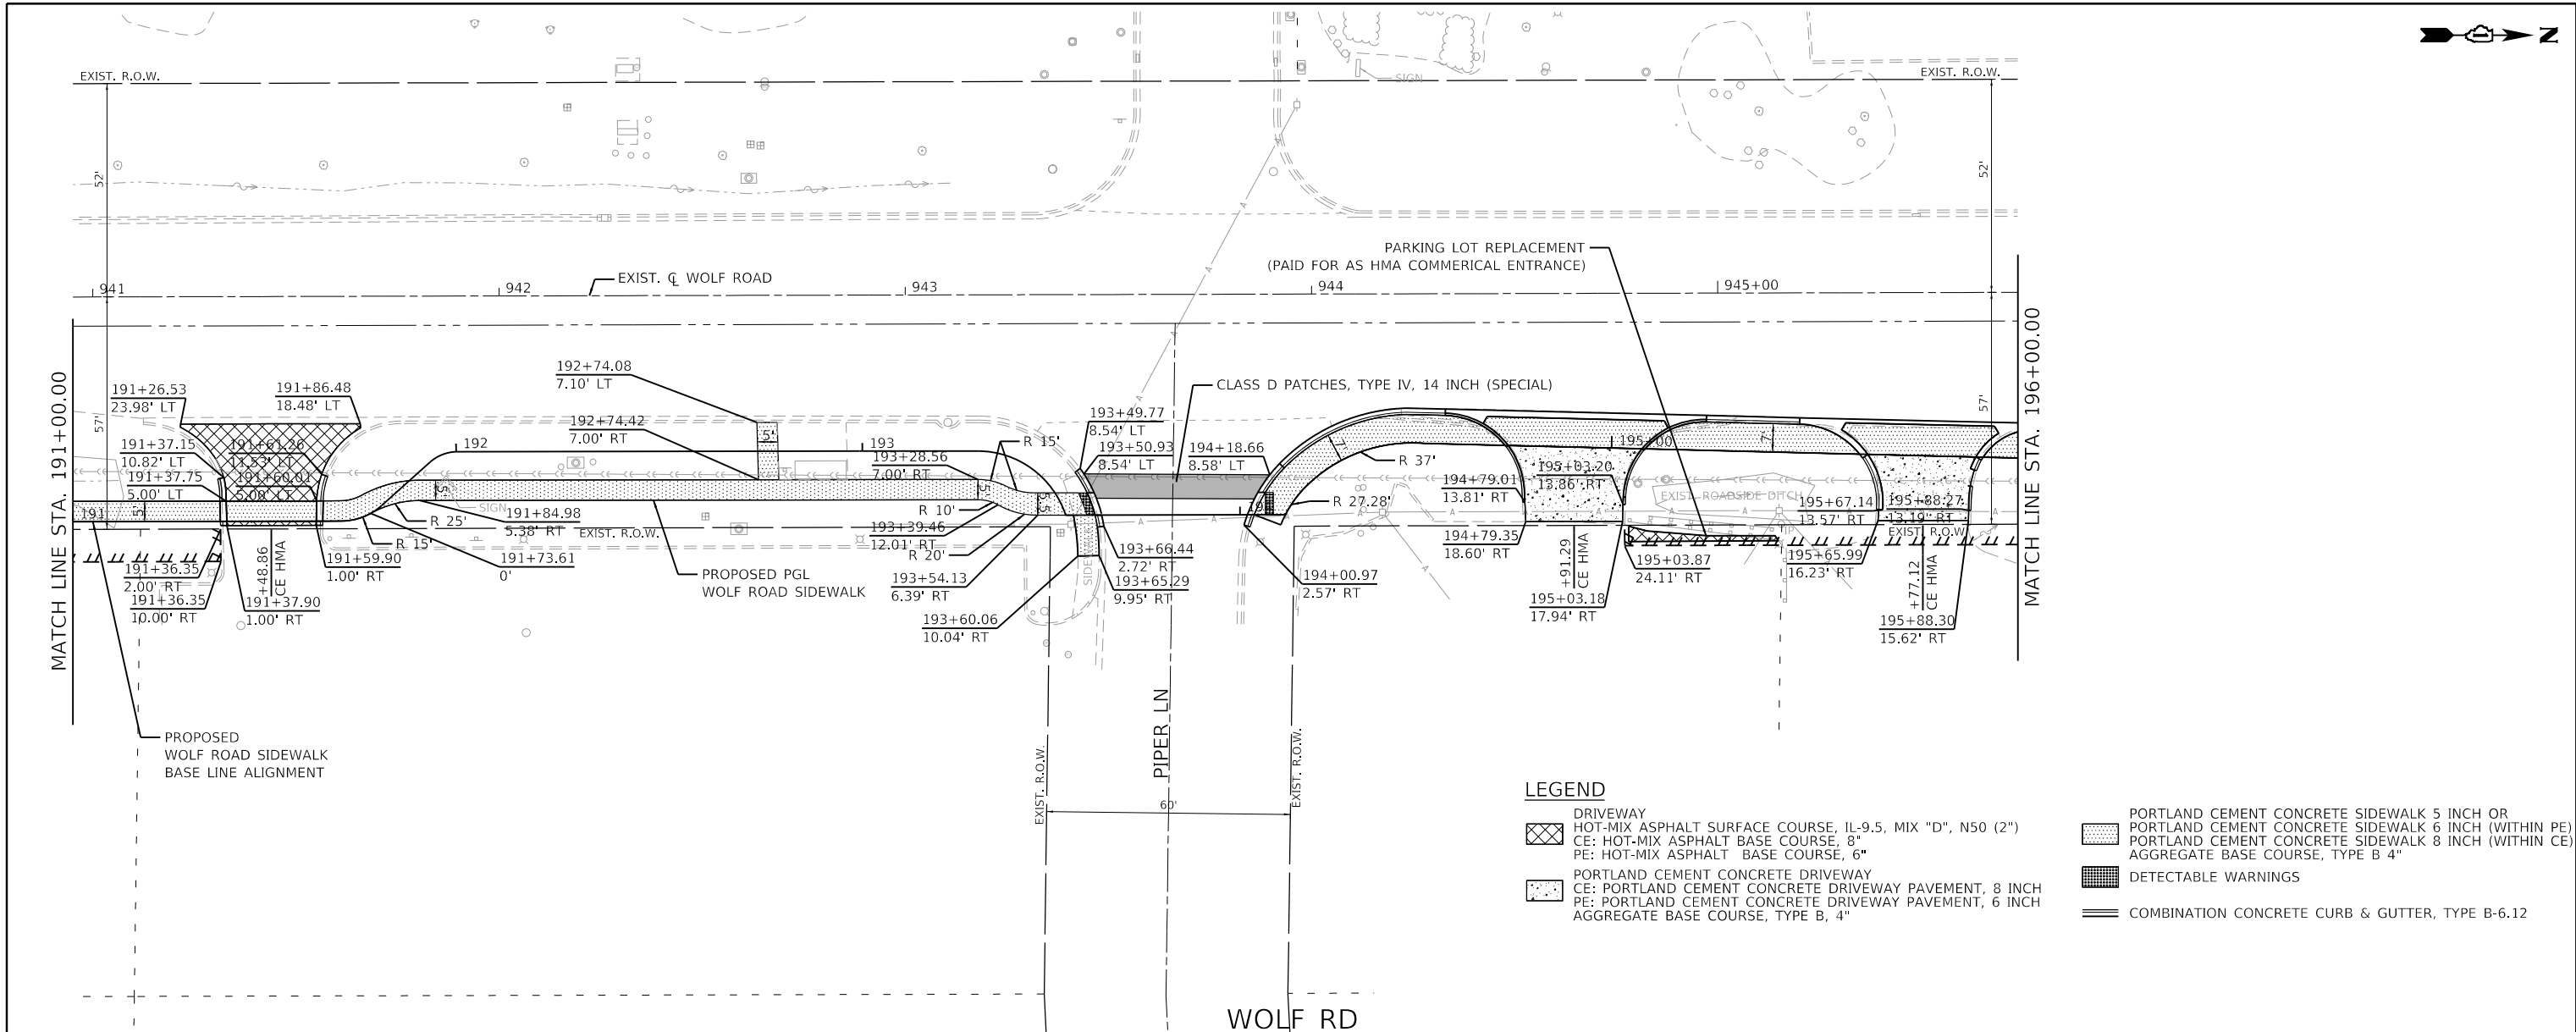 N
EXIST. R.O.W.
EXIST. R.O.W.
SIGN
52'
52'
PARKING LOT REPLACEMENT
(PAID FOR AS HMA COMMERICAL ENTRANCE)
EXIST. ℄ WOLF ROAD
941
942
943
944
945+00
MATCH LINE STA. 191+00.00
MATCH LINE STA. 196+00.00
57'
57'
191+26.53
23.98' LT
191+86.48
18.48' LT
192+74.08
7.10' LT
CLASS D PATCHES, TYPE IV, 14 INCH (SPECIAL)
191+37.15
10.82' LT
191+61.26
11.53' LT
192+74.42
7.00' RT
193+49.77
8.54' LT
193+50.93
8.54' LT
194+18.66
8.58' LT
191+37.75
5.00' LT
191+60.01
5.00' LT
192
193
5'
193+28.56
7.00' RT
R 15'
7'
R 37'
195+00
7'
195+03.20
13.86' RT
194+79.01
13.81' RT
EXIST. ROADSIDE DITCH
195+67.14
13.57' RT
195+88.27
13.19' RT
191
5'
5'
SIGN
R 25'
R 15'
191+84.98
5.38' RT
EXIST. R.O.W.
5'
5'
R 10'
R 20'
193+39.46
12.01' RT
R 27.28'
194+79.35
18.60' RT
EXIST. R.O.W.
191+36.35
2.00' RT
191+36.35
10.00' RT
+48.86
CE HMA
191+37.90
1.00' RT
191+59.90
1.00' RT
191+73.61
0'
PROPOSED PGL
WOLF ROAD SIDEWALK
193+54.13
6.39' RT
193+60.06
10.04' RT
193+66.44
2.72' RT
193+65.29
9.95' RT
194+00.97
2.57' RT
+91.29
CE HMA
195+03.18
17.94' RT
195+03.87
24.11' RT
195+65.99
16.23' RT
+77.12
CE HMA
195+88.30
15.62' RT
PROPOSED
WOLF ROAD SIDEWALK
BASE LINE ALIGNMENT
EXIST. R.O.W.
PIPER LN
EXIST. R.O.W.
60'
WOLF RD
LEGEND
DRIVEWAY
HOT-MIX ASPHALT SURFACE COURSE, IL-9.5, MIX "D", N50 (2")
CE: HOT-MIX ASPHALT BASE COURSE, 8"
PE: HOT-MIX ASPHALT BASE COURSE, 6"
PORTLAND CEMENT CONCRETE DRIVEWAY
CE: PORTLAND CEMENT CONCRETE DRIVEWAY PAVEMENT, 8 INCH
PE: PORTLAND CEMENT CONCRETE DRIVEWAY PAVEMENT, 6 INCH
AGGREGATE BASE COURSE, TYPE B, 4"
PORTLAND CEMENT CONCRETE SIDEWALK 5 INCH OR
PORTLAND CEMENT CONCRETE SIDEWALK 6 INCH (WITHIN PE)
PORTLAND CEMENT CONCRETE SIDEWALK 8 INCH (WITHIN CE)
AGGREGATE BASE COURSE, TYPE B 4"
DETECTABLE WARNINGS
COMBINATION CONCRETE CURB & GUTTER, TYPE B-6.12